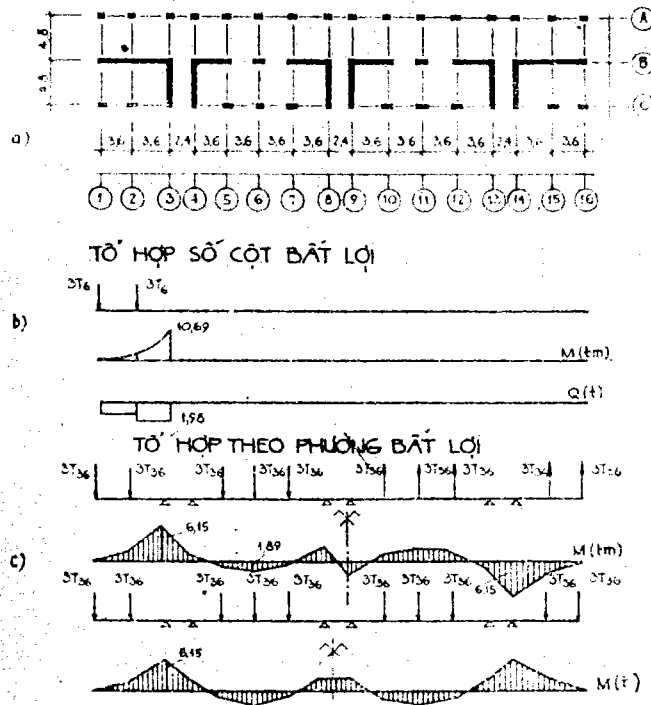 A
4,8
B
C
a)
3,6 3,6 2,4 3,6 3,6 3,6 3,6 2,4 3,6 3,6 3,6 3,6 2,4 3,6 3,6
1 2 3 4 5 6 7 8 9 10 11 12 13 14 15 16
TỔ HỢP SỐ CỘT BẤT LỢI
3T6 3T6
b)
10,69
M(tm)
Q(t)
1,98
TỔ HỢP THEO PHƯƠNG BẤT LỢI
3T36 3T36 3T36 3T36 3T36 3T36 3T36 3T36 3T36 3T36
6,15
1,89
c)
M(tm)
3T36 3T36 3T36 3T36 3T36 3T36 3T36 3T36 6,15 3T36 3T36
6,15
M(t)